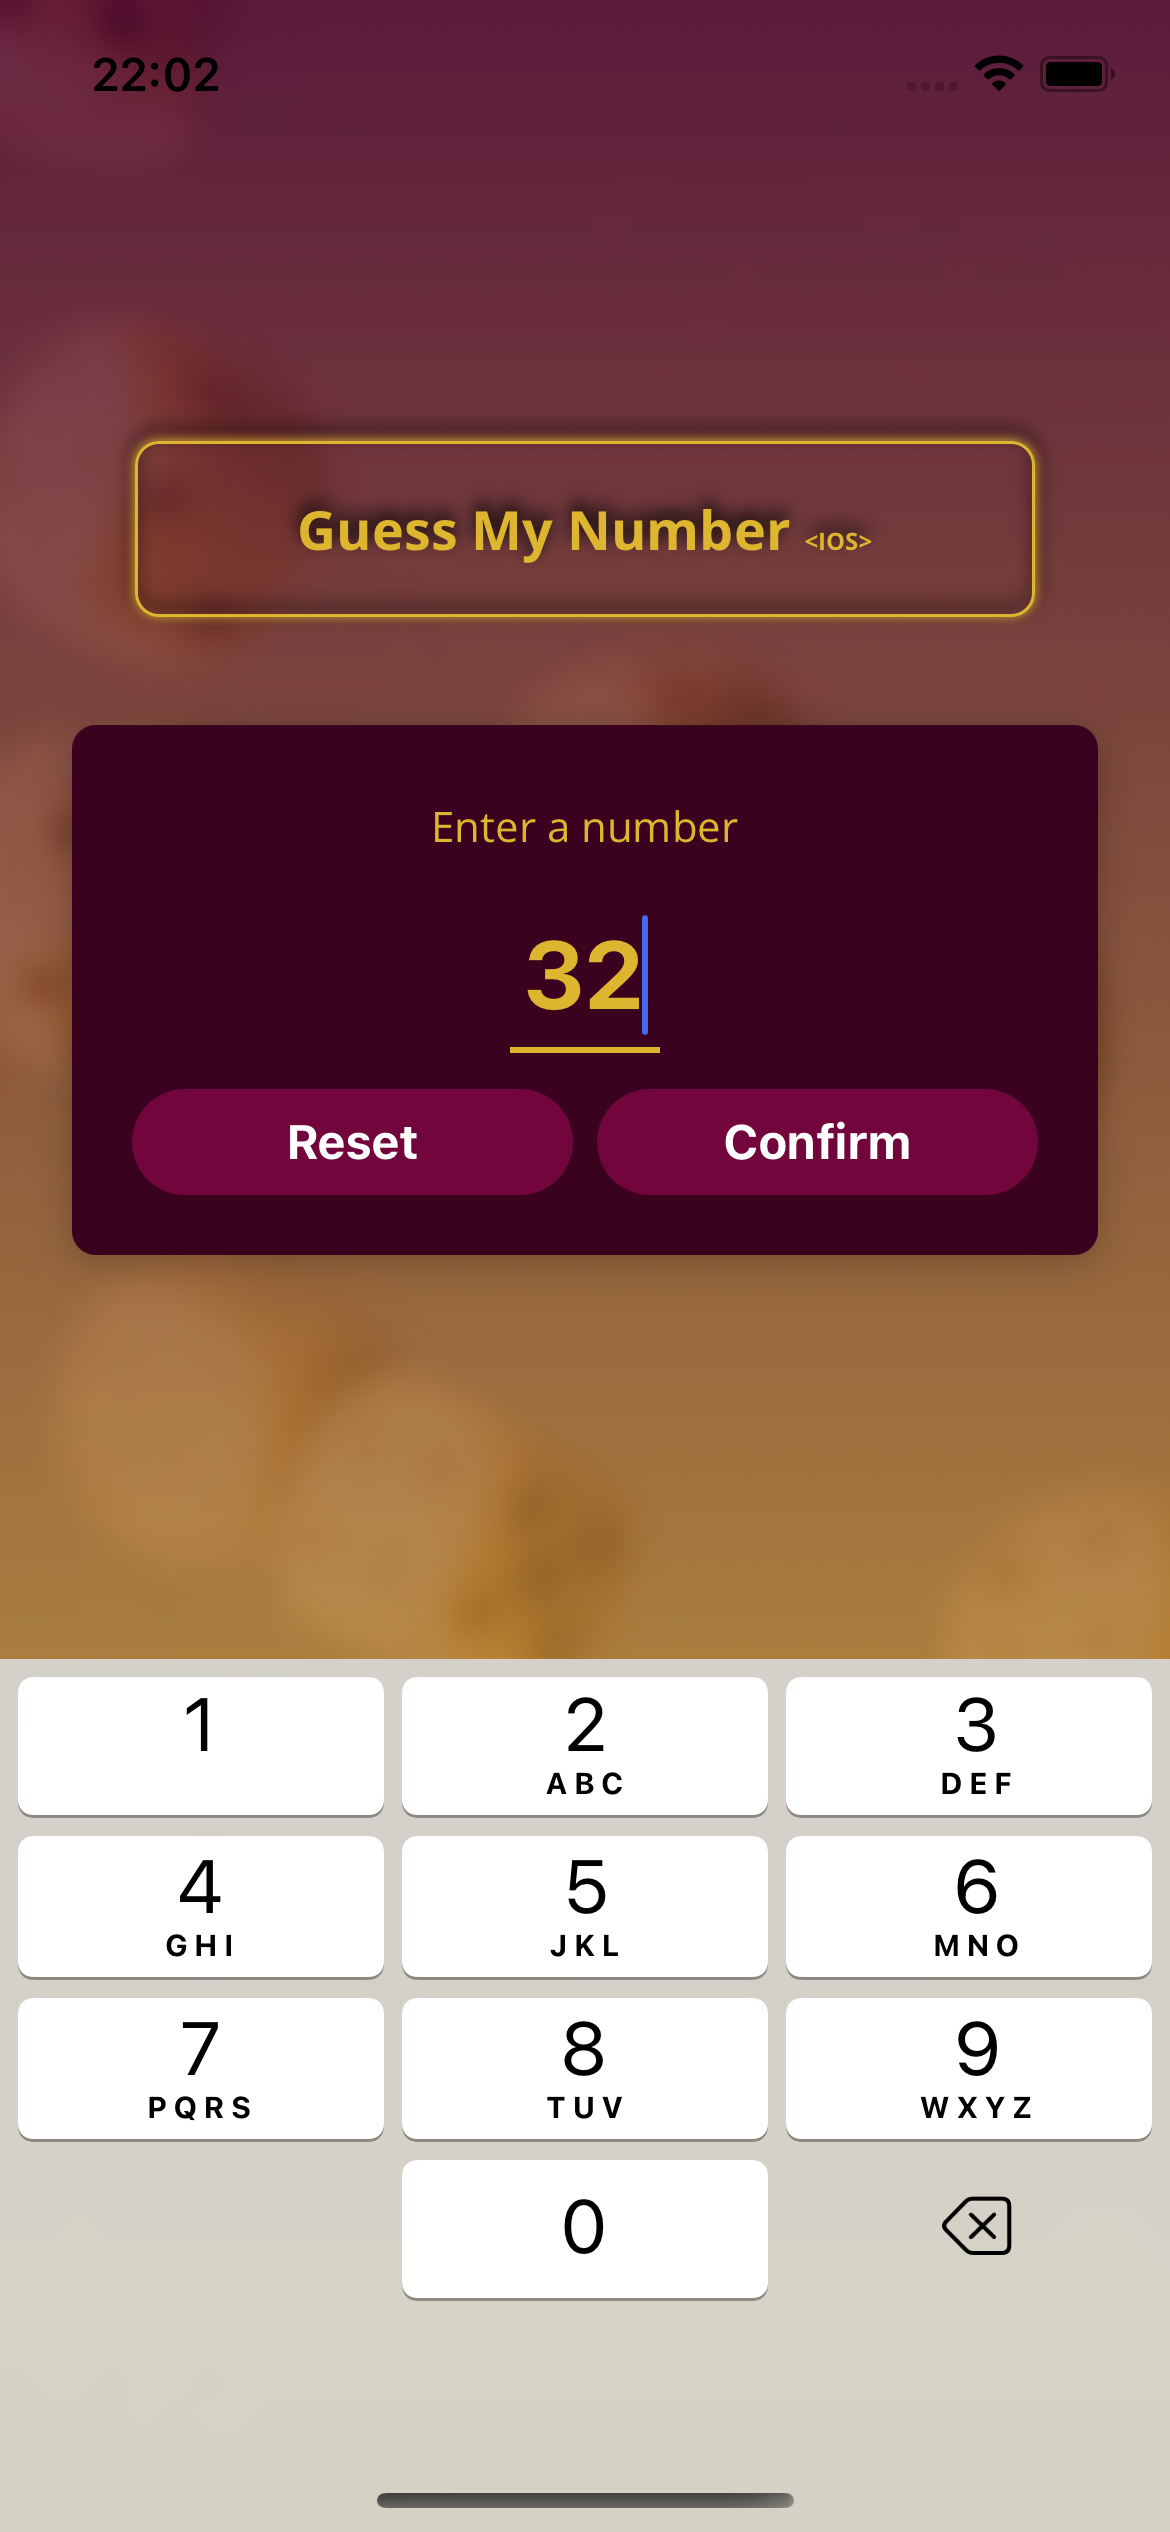 22:02
Guess My Number <IOS>
Enter a number
32
Reset Confirm
1 2 3
ABC DEF
4 5 6
GHI JKL MNO
7 8 9
PQRS TUV WXYZ
0